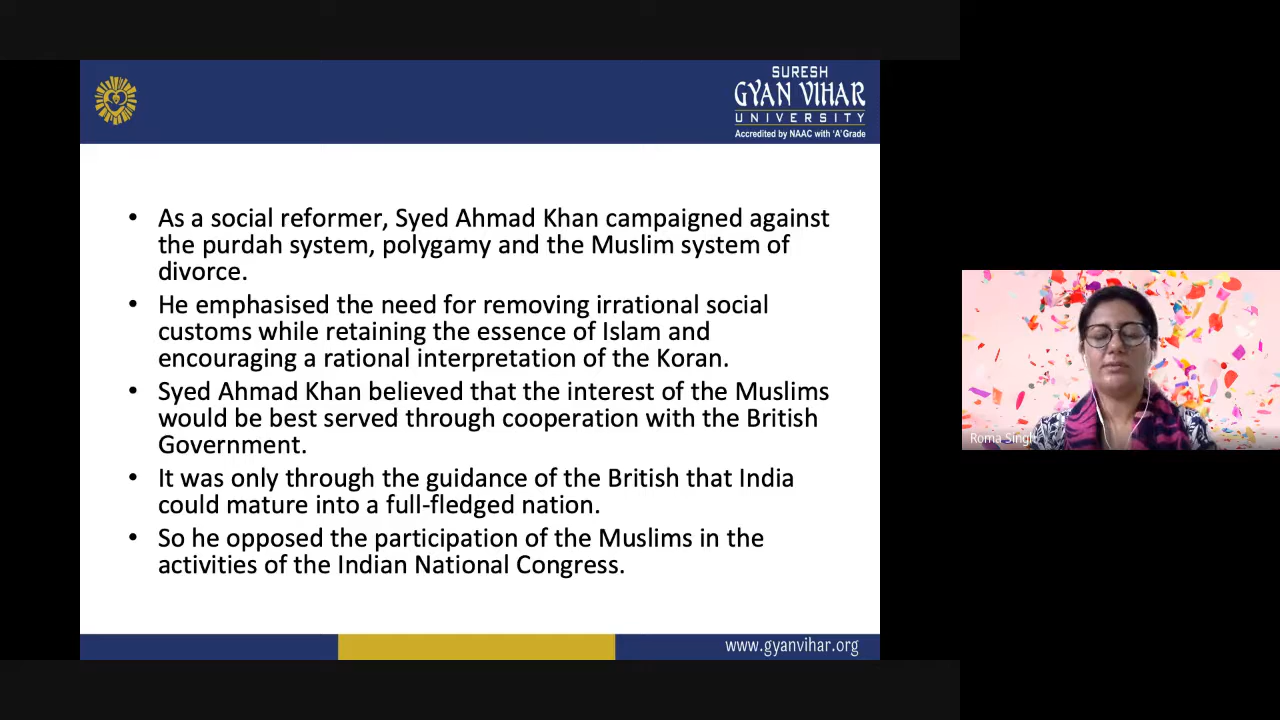 SURESH
GYAN VIHAR
UNIVERSITY
Accredited by NAAC with 'A' Grade
• As a social reformer, Syed Ahmad Khan campaigned against
the purdah system, polygamy and the Muslim system of
divorce.
• He emphasised the need for removing irrational social
customs while retaining the essence of Islam and
encouraging a rational interpretation of the Koran.
• Syed Ahmad Khan believed that the interest of the Muslims
would be best served through cooperation with the British
Government.
• It was only through the guidance of the British that India
could mature into a full-fledged nation.
• So he opposed the participation of the Muslims in the
activities of the Indian National Congress.
Roma Singh
www.gyanvihar.org